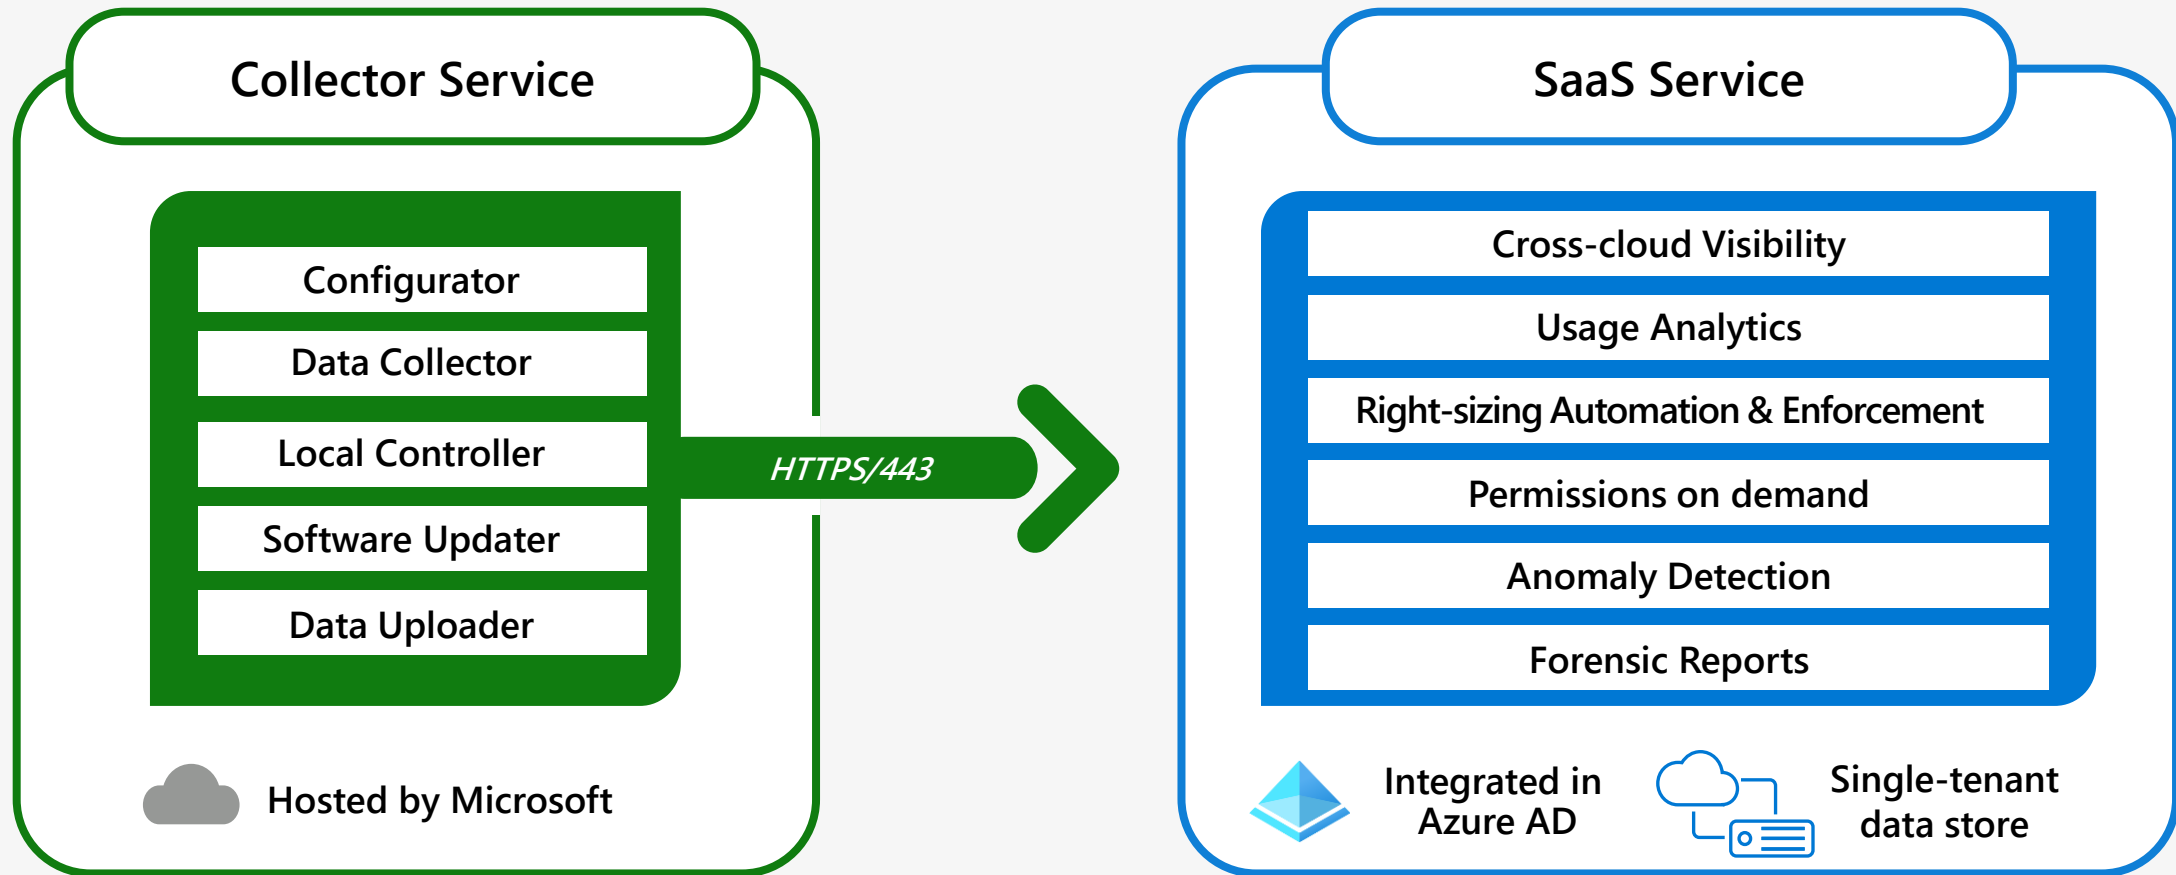 Collector Service
Configurator
Data Collector
Local Controller
Software Updater
Data Uploader
Hosted by Microsoft
HTTPS/443
SaaS Service
Cross-cloud Visibility
Usage Analytics
Right-sizing Automation & Enforcement
Permissions on demand
Anomaly Detection
Forensic Reports
Integrated in
Azure AD
Single-tenant
data store